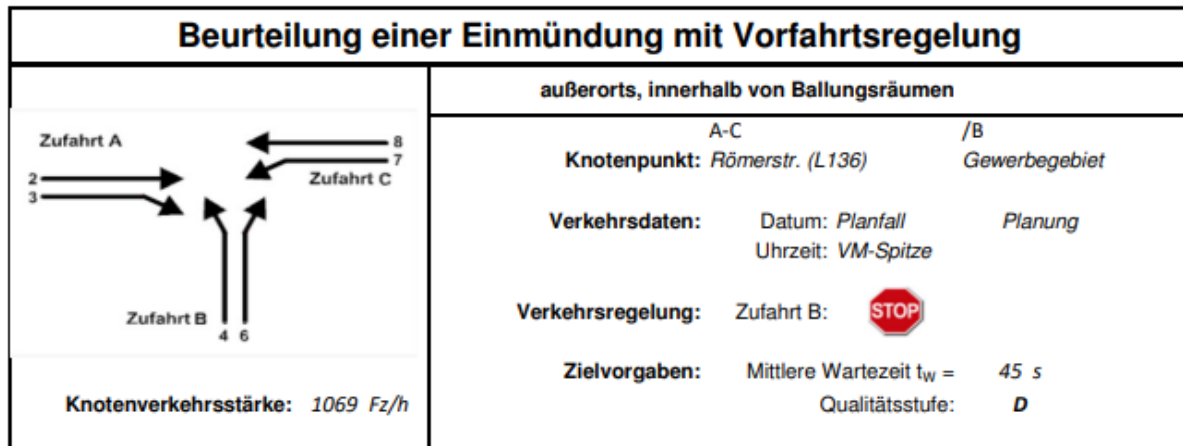 Beurteilung einer Einmündung mit Vorfahrtsregelung
Zufahrt A
8
7
Zufahrt C
2
3
Zufahrt B
4 6
Knotenverkehrsstärke: 1069 Fz/h
außerorts, innerhalb von Ballungsräumen
A-C /B
Knotenpunkt: Römerstr. (L136) Gewerbegebiet
Verkehrsdaten: Datum: Planfall Planung
Uhrzeit: VM-Spitze
Verkehrsregelung: Zufahrt B: STOP
Zielvorgaben: Mittlere Wartezeit tW = 45 s
Qualitätsstufe: D